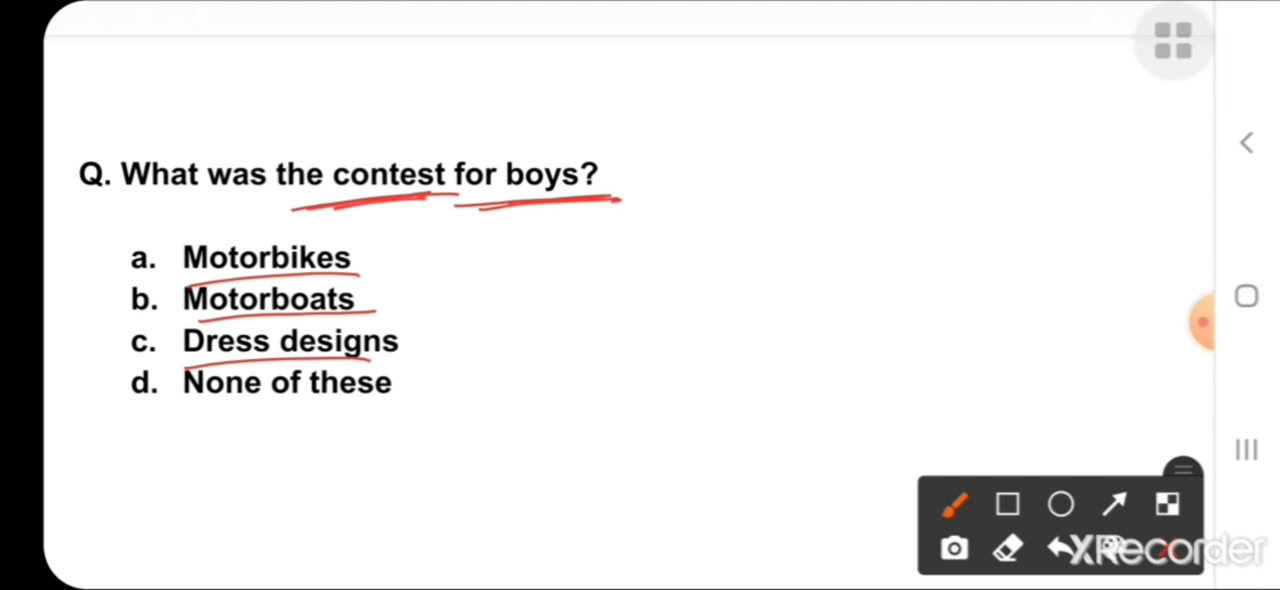 Q. What was the contest for boys?
a. Motorbikes
b. Motorboats
c. Dress designs
d. None of these
XRecorder